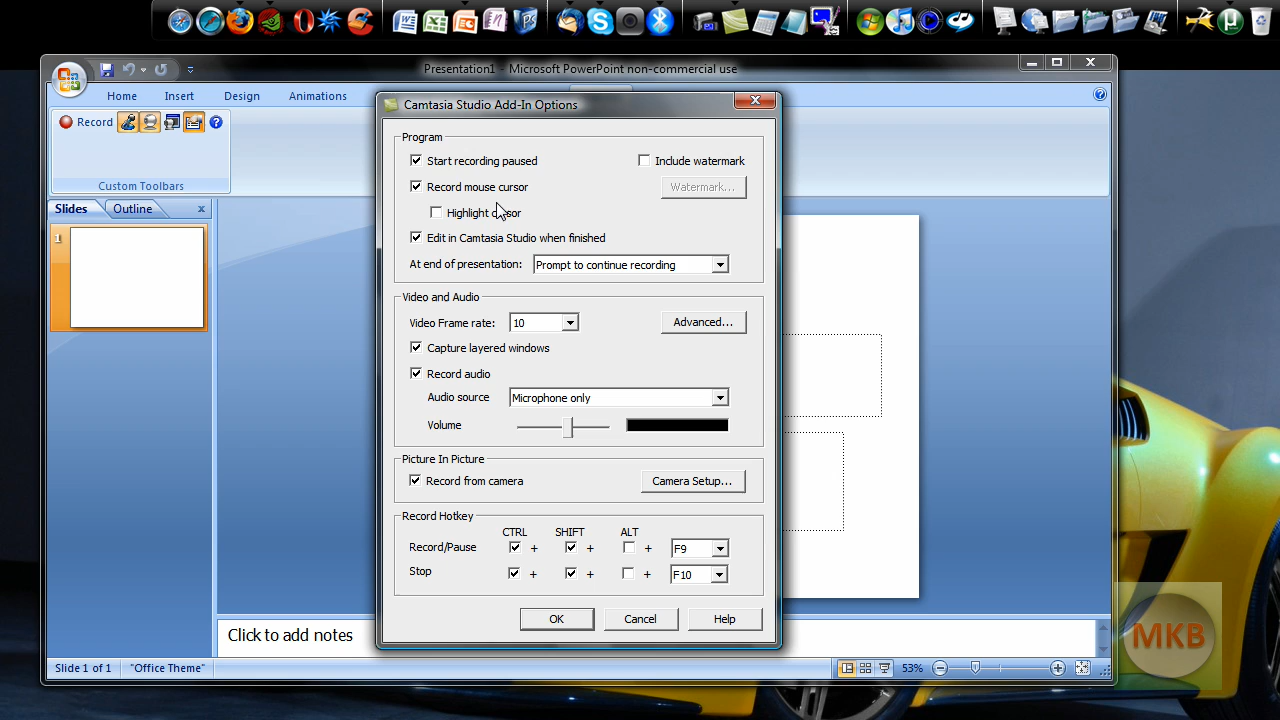 Presentation1 - Microsoft PowerPoint non-commercial use
Home Insert Design Animations
Record
Custom Toolbars
Slides Outline
1
Camtasia Studio Add-In Options
Program
Start recording paused
Include watermark
Record mouse cursor
Watermark...
Highlight cursor
Edit in Camtasia Studio when finished
At end of presentation: Prompt to continue recording
Video and Audio
Video Frame rate: 10
Advanced...
Capture layered windows
Record audio
Audio source Microphone only
Volume
Picture In Picture
Record from camera
Camera Setup...
Record Hotkey
CTRL SHIFT ALT
Record/Pause + + + F9
Stop + + + F10
OK Cancel Help
Click to add notes
Slide 1 of 1 "Office Theme" 53%
MKB